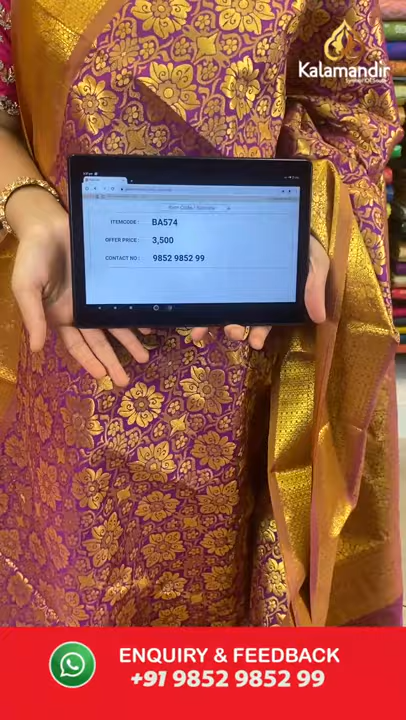 Kalamandir
ITEMCODE: BA574
OFFER PRICE: 3,500
CONTACT NO: 9852 9852 99
ENQUIRY & FEEDBACK
+91 9852 9852 99